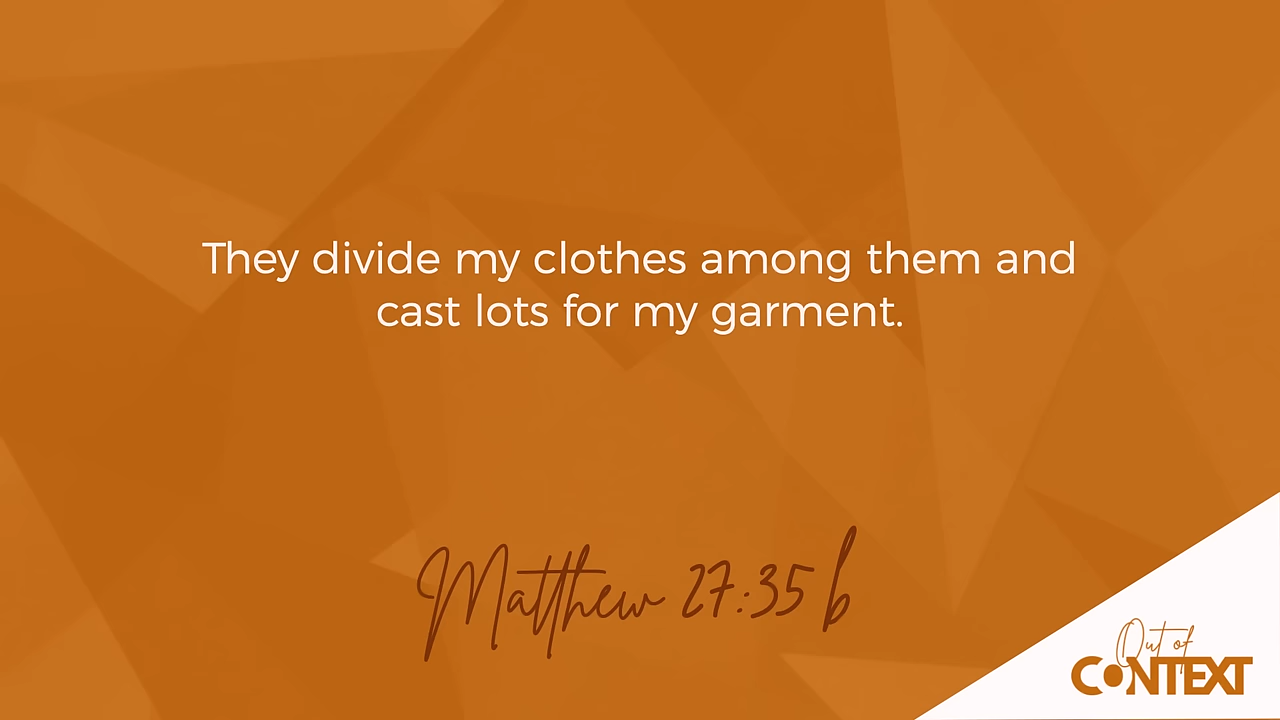 They divide my clothes among them and
cast lots for my garment.
Matthew 27:35 b
Out of
CONTEXT